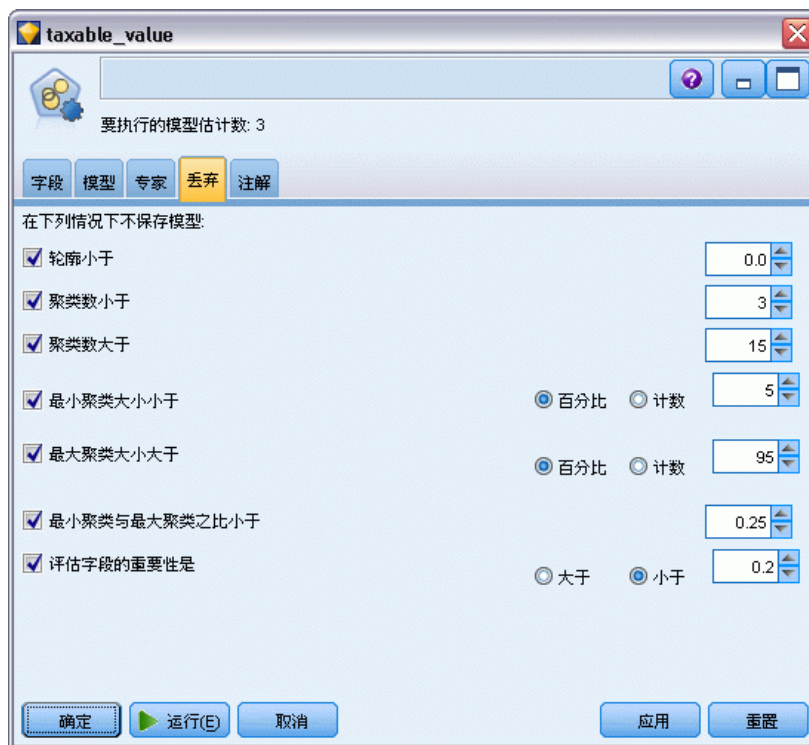 taxable_value
要执行的模型估计数: 3
字段 模型 专家 丢弃 注解
在下列情况下不保存模型:
轮廓小于 0.0
聚类数小于 3
聚类数大于 15
最小聚类大小小于 百分比 计数 5
最大聚类大小大于 百分比 计数 95
最小聚类与最大聚类之比小于 0.25
评估字段的重要性是 大于 小于 0.2
确定 运行(E) 取消 应用 重置